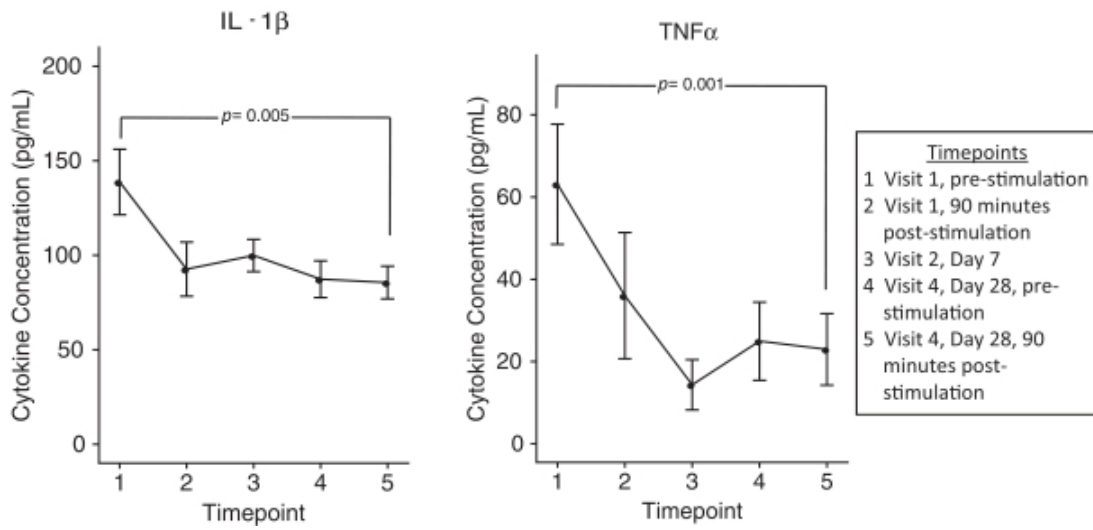 IL · 1β
Cytokine Concentration (pg/mL)
200
150
100
50
0
p= 0.005
1 2 3 4 5
Timepoint
TNFα
Cytokine Concentration (pg/mL)
80
60
40
20
0
p= 0.001
1 2 3 4 5
Timepoint
Timepoints
1 Visit 1, pre-stimulation
2 Visit 1, 90 minutes
post-stimulation
3 Visit 2, Day 7
4 Visit 4, Day 28, pre-
stimulation
5 Visit 4, Day 28, 90
minutes post-
stimulation